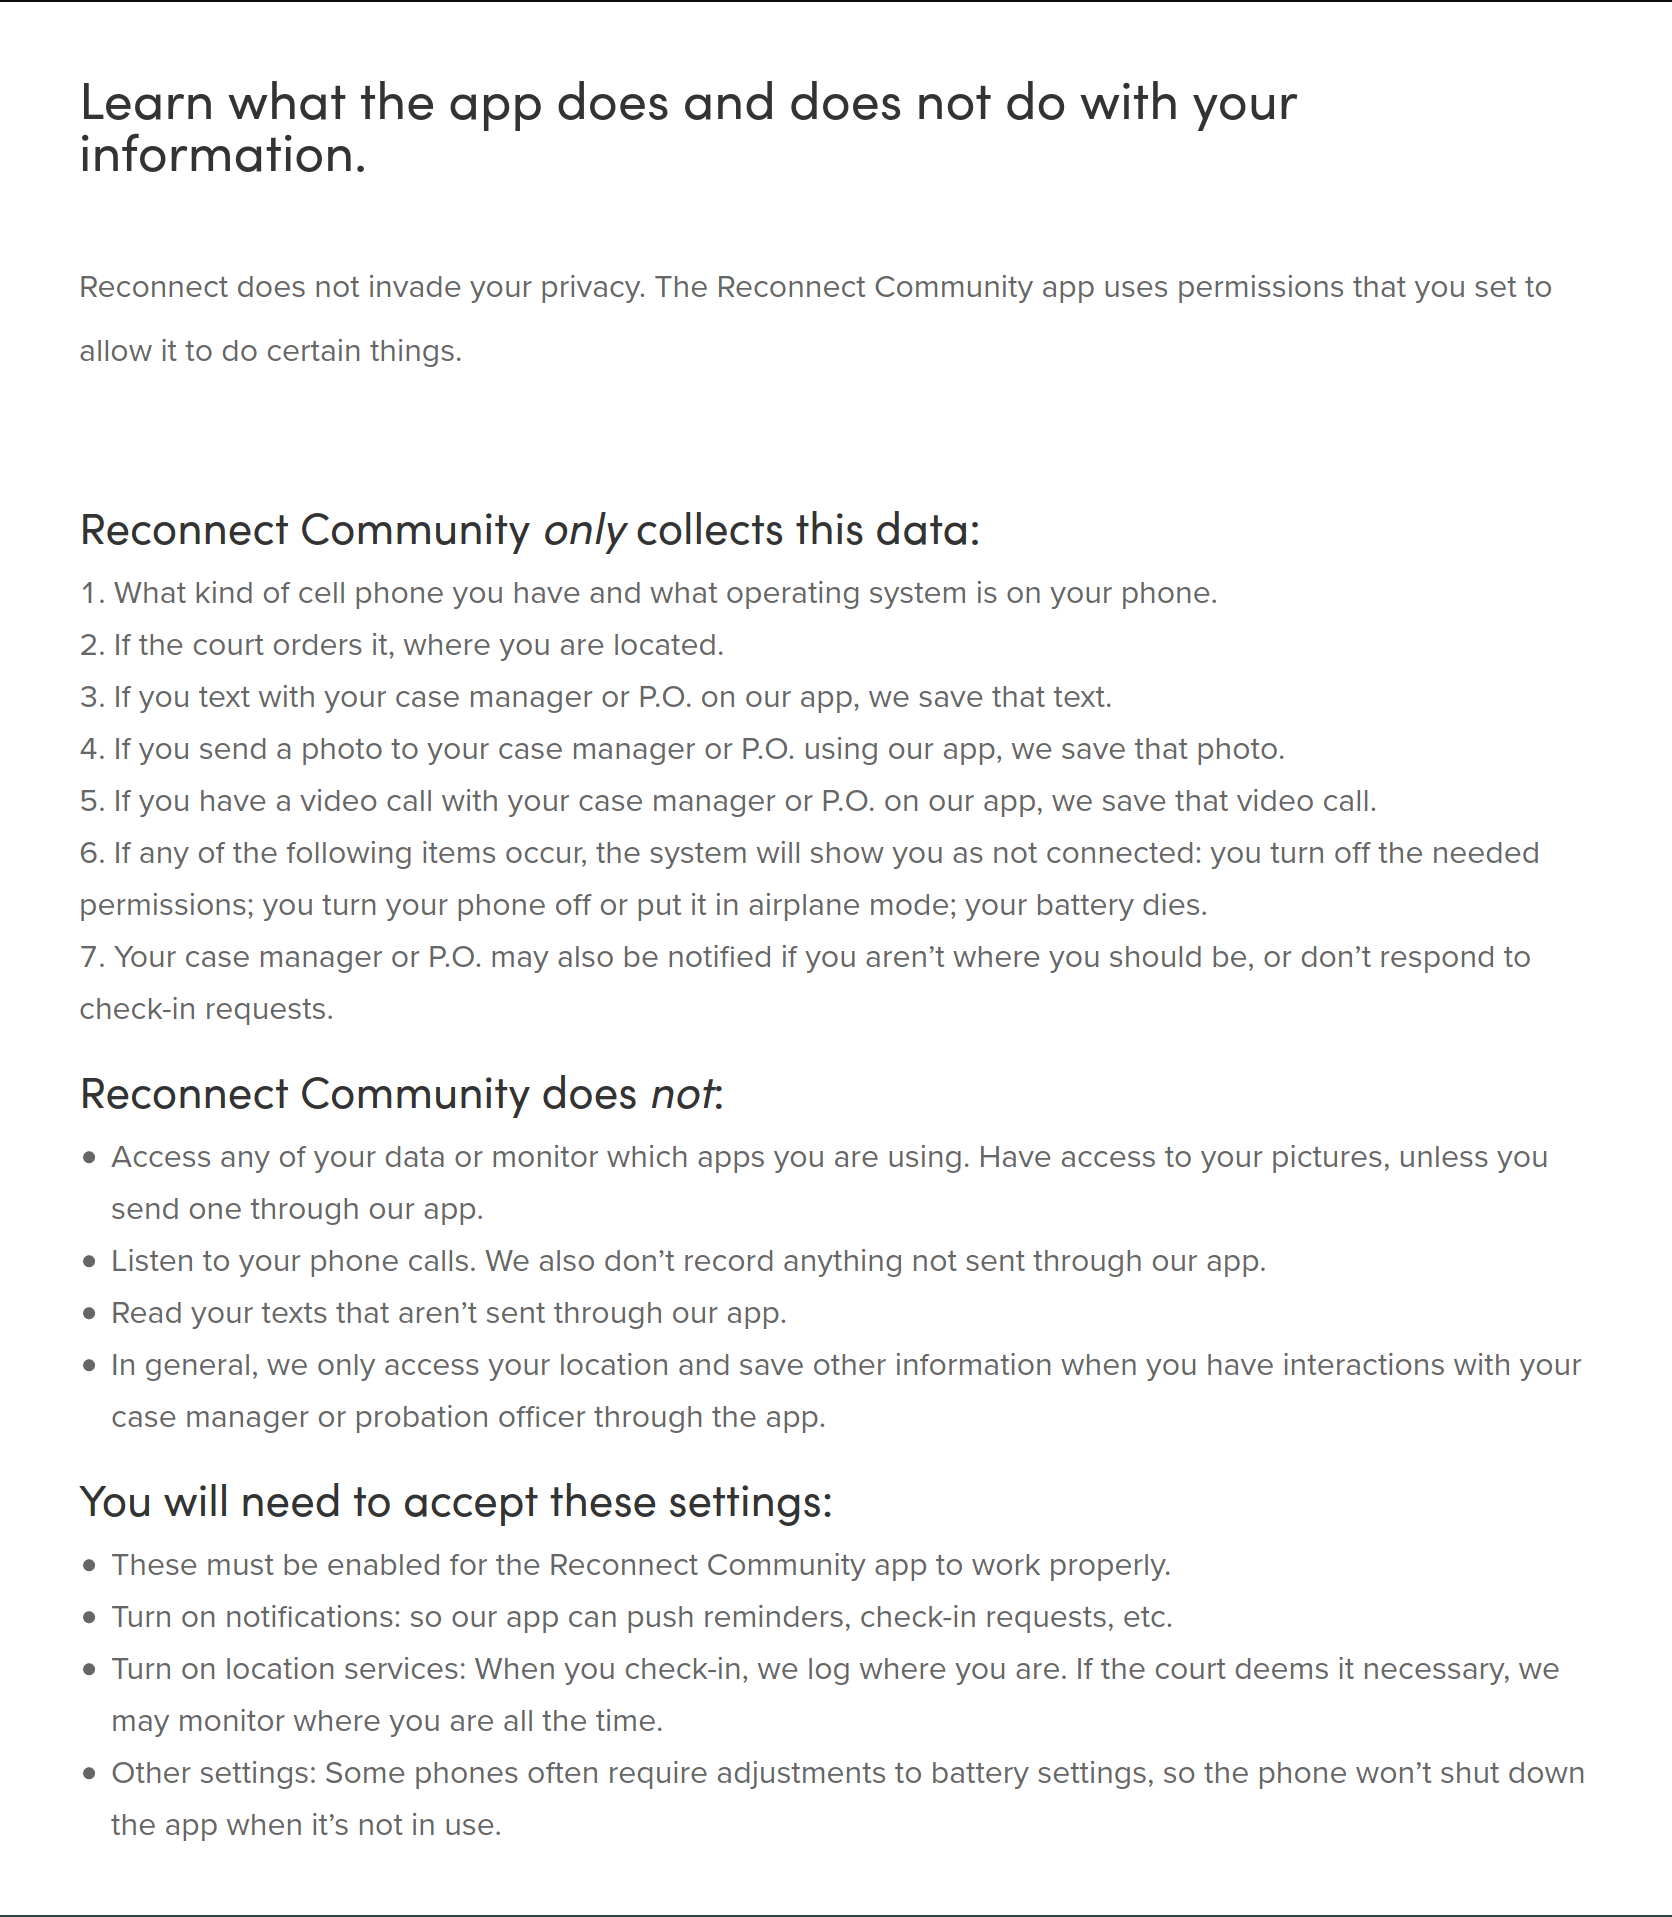 Learn what the app does and does not do with your
information.
Reconnect does not invade your privacy. The Reconnect Community app uses permissions that you set to
allow it to do certain things.
Reconnect Community only collects this data:
1. What kind of cell phone you have and what operating system is on your phone.
2. If the court orders it, where you are located.
3. If you text with your case manager or P.O. on our app, we save that text.
4. If you send a photo to your case manager or P.O. using our app, we save that photo.
5. If you have a video call with your case manager or P.O. on our app, we save that video call.
6. If any of the following items occur, the system will show you as not connected: you turn off the needed
permissions; you turn your phone off or put it in airplane mode; your battery dies.
7. Your case manager or P.O. may also be notified if you aren’t where you should be, or don’t respond to
check-in requests.
Reconnect Community does not:
• Access any of your data or monitor which apps you are using. Have access to your pictures, unless you
send one through our app.
• Listen to your phone calls. We also don’t record anything not sent through our app.
• Read your texts that aren’t sent through our app.
• In general, we only access your location and save other information when you have interactions with your
case manager or probation officer through the app.
You will need to accept these settings:
• These must be enabled for the Reconnect Community app to work properly.
• Turn on notifications: so our app can push reminders, check-in requests, etc.
• Turn on location services: When you check-in, we log where you are. If the court deems it necessary, we
may monitor where you are all the time.
• Other settings: Some phones often require adjustments to battery settings, so the phone won’t shut down
the app when it’s not in use.